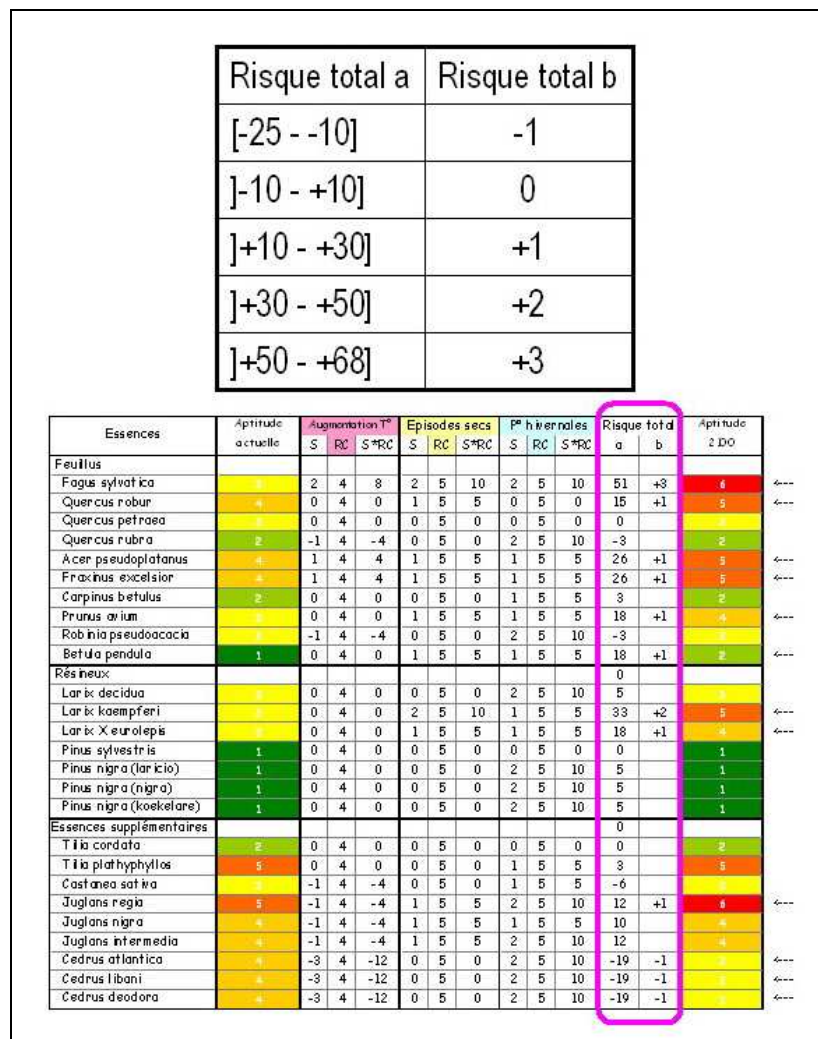 Risque total a Risque total b
[-25 - -10] -1
]-10 - +10] 0
]+10 - +30] +1
]+30 - +50] +2
]+50 - +68] +3
Essences Aptitude actuelle Augmentation T° Episodes secs P° hivernales Risque total Aptitude 2 DO
S RC S*RC S RC S*RC S RC S*RC a b
Feuillus
Fagus sylvatica 3 2 4 8 2 5 10 2 5 10 51 +3 6 <---
Quercus robur 4 0 4 0 1 5 5 0 5 0 15 +1 5 <---
Quercus petraea 3 0 4 0 0 5 0 0 5 0 0 3
Quercus rubra 2 -1 4 -4 0 5 0 2 5 10 -3 2
Acer pseudoplatanus 4 1 4 4 1 5 5 1 5 5 26 +1 5 <---
Fraxinus excelsior 4 1 4 4 1 5 5 1 5 5 26 +1 5 <---
Carpinus betulus 2 0 4 0 0 5 0 1 5 5 3 2
Prunus avium 3 0 4 0 1 5 5 1 5 5 18 +1 4 <---
Robinia pseudoacacia 3 -1 4 -4 0 5 0 2 5 10 -3 3
Betula pendula 1 0 4 0 1 5 5 1 5 5 18 +1 2 <---
Résineux 0
Larix decidua 3 0 4 0 0 5 0 2 5 10 5 3
Larix kaempferi 3 0 4 0 2 5 10 1 5 5 33 +2 5 <---
Larix X eurolepis 3 0 4 0 1 5 5 1 5 5 18 +1 4 <---
Pinus sylvestris 1 0 4 0 0 5 0 0 5 0 0 1
Pinus nigra (laricio) 1 0 4 0 0 5 0 2 5 10 5 1
Pinus nigra (nigra) 1 0 4 0 0 5 0 2 5 10 5 1
Pinus nigra (koekelare) 1 0 4 0 0 5 0 2 5 10 5 1
Essences supplémentaires 0
Tilia cordata 2 0 4 0 0 5 0 0 5 0 0 2
Tilia plathyphyllos 5 0 4 0 0 5 0 1 5 5 3 5
Castanea sativa 3 -1 4 -4 0 5 0 1 5 5 -6 3
Juglans regia 5 -1 4 -4 1 5 5 2 5 10 12 +1 6 <---
Juglans nigra 4 -1 4 -4 1 5 5 1 5 5 10 4
Juglans intermedia 4 -1 4 -4 1 5 5 2 5 10 12 4
Cedrus atlantica 4 -3 4 -12 0 5 0 2 5 10 -19 -1 3 <---
Cedrus libani 4 -3 4 -12 0 5 0 2 5 10 -19 -1 3 <---
Cedrus deodora 4 -3 4 -12 0 5 0 2 5 10 -19 -1 3 <---